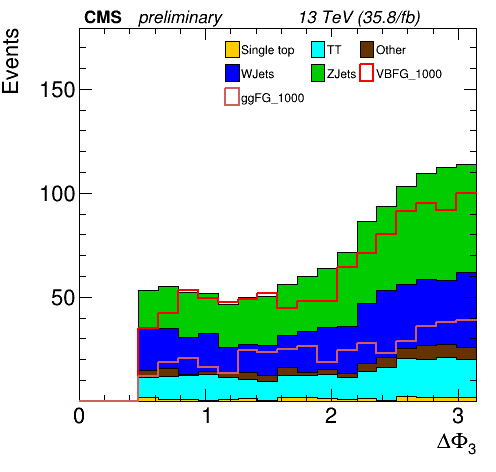 CMS preliminary 13 TeV (35.8/fb)
Events
Single top TT Other
WJets ZJets VBFG_1000
ggFG_1000
150
100
50
0 1 2 3
ΔΦ3